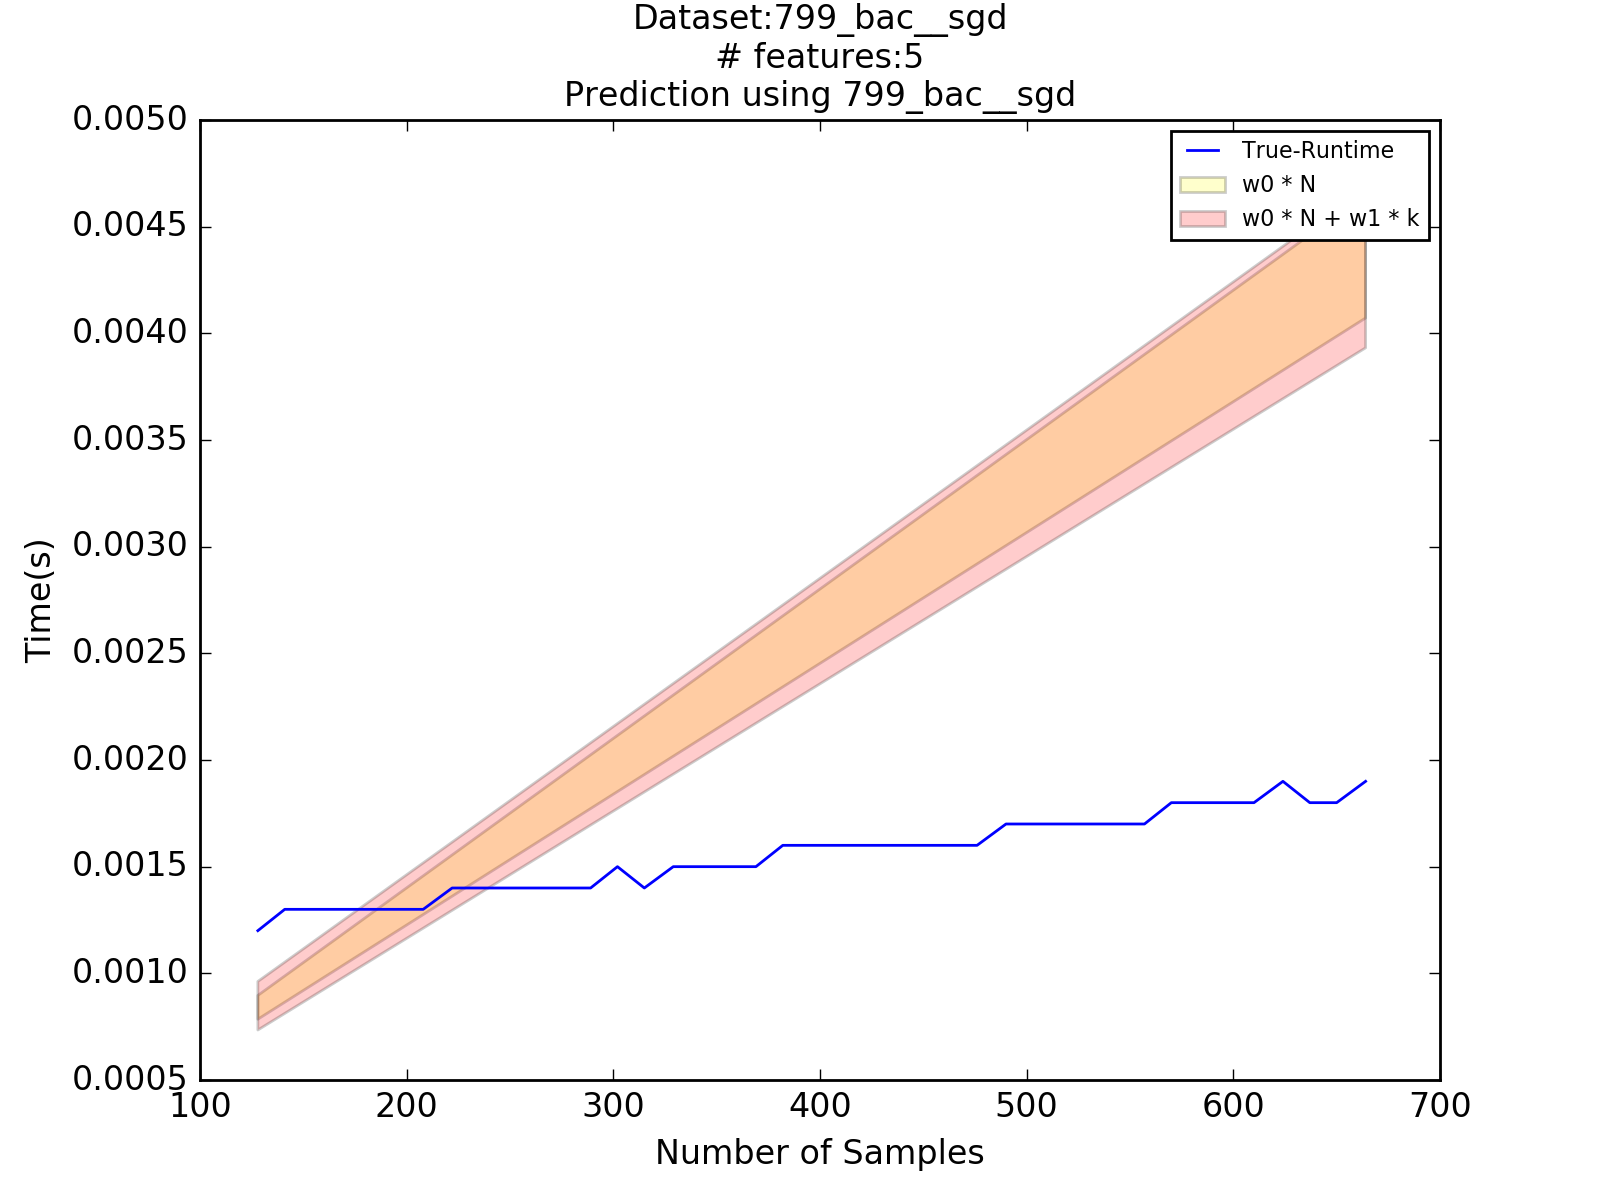 Dataset:799_bac__sgd
# features:5
Prediction using 799_bac__sgd
0.0050
0.0045
0.0040
0.0035
0.0030
0.0025
0.0020
0.0015
0.0010
0.0005
Time(s)
True-Runtime
w0 * N
w0 * N + w1 * k
100 200 300 400 500 600 700
Number of Samples